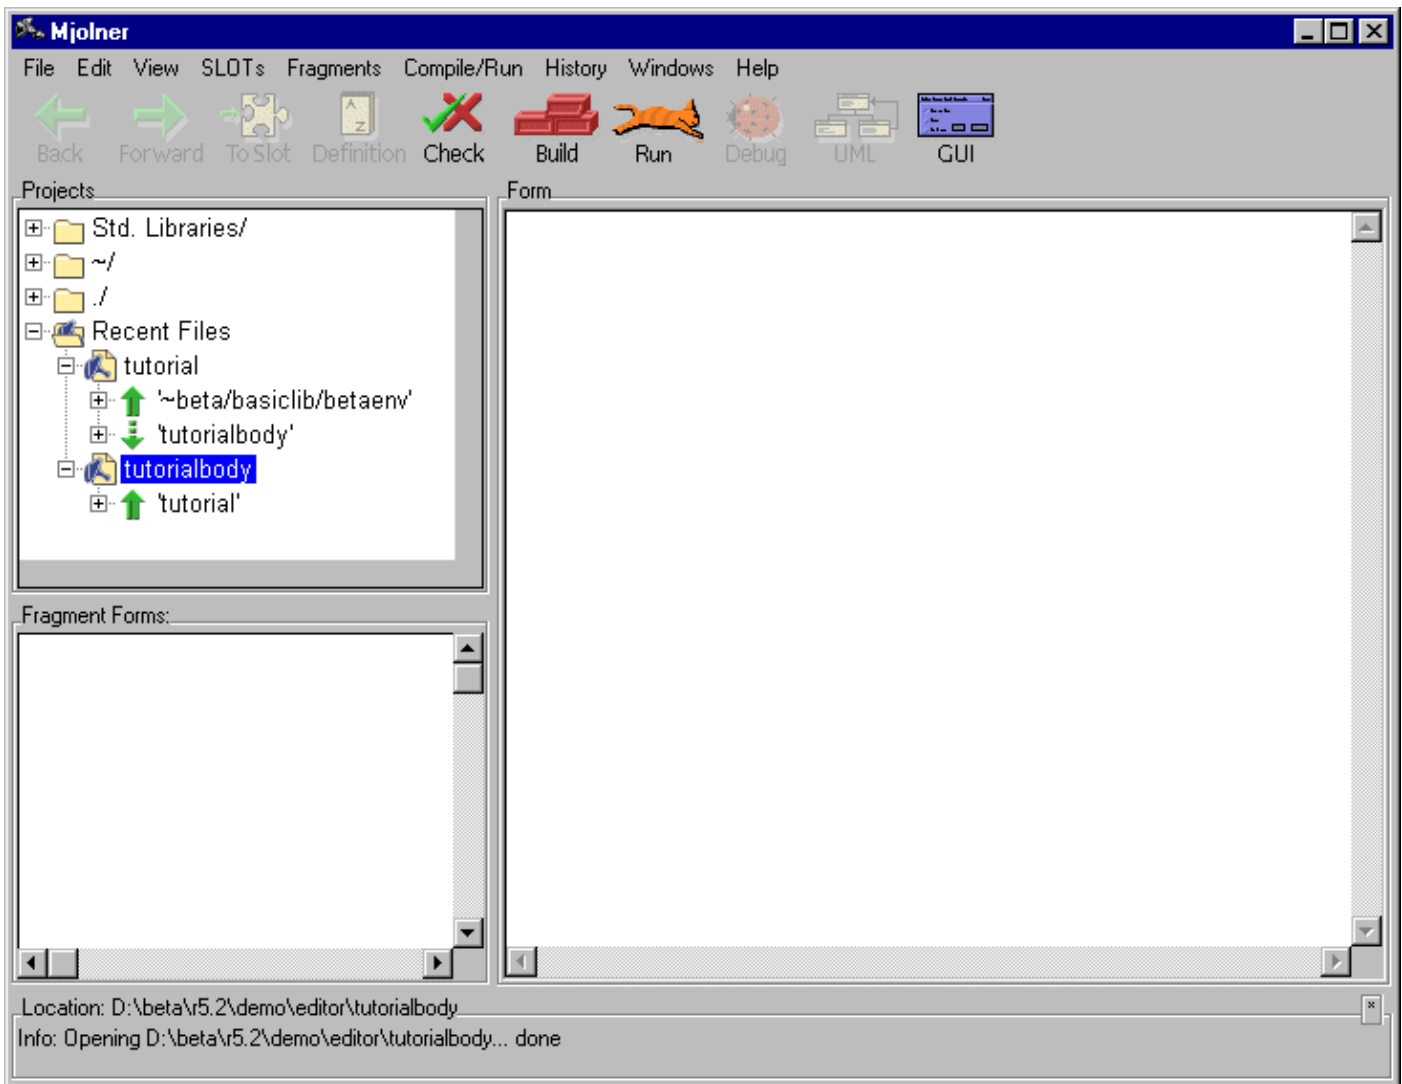 Mjolner
File Edit View SLOTs Fragments Compile/Run History Windows Help
Back Forward To Slot Definition Check Build Run Debug UML GUI
Projects
Std. Libraries/
~/
./
Recent Files
tutorial
'~beta/basiclib/betaenv'
'tutorialbody'
tutorialbody
'tutorial'
Fragment Forms:
Form
Location: D:\beta\r5.2\demo\editor\tutorialbody
Info: Opening D:\beta\r5.2\demo\editor\tutorialbody... done